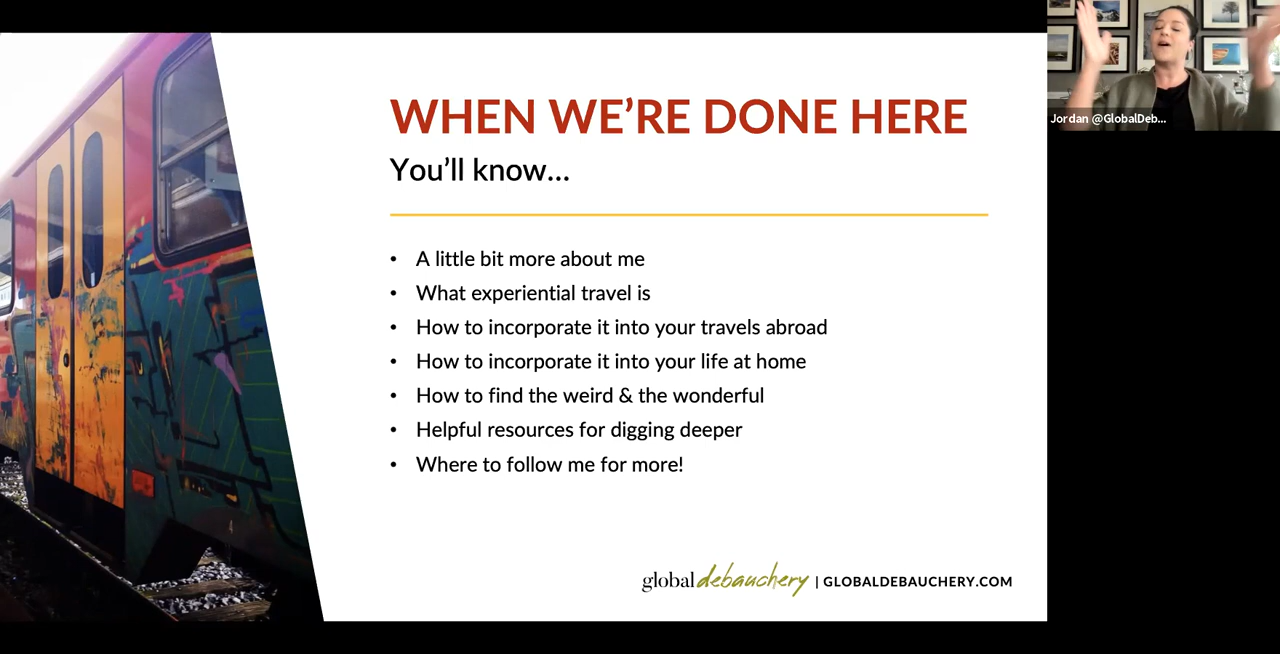 WHEN WE'RE DONE HERE
You'll know...
• A little bit more about me
• What experiential travel is
• How to incorporate it into your travels abroad
• How to incorporate it into your life at home
• How to find the weird & the wonderful
• Helpful resources for digging deeper
• Where to follow me for more!
global debauchery | GLOBALDEBAUCHERY.COM
4
Jordan @GlobalDeb...